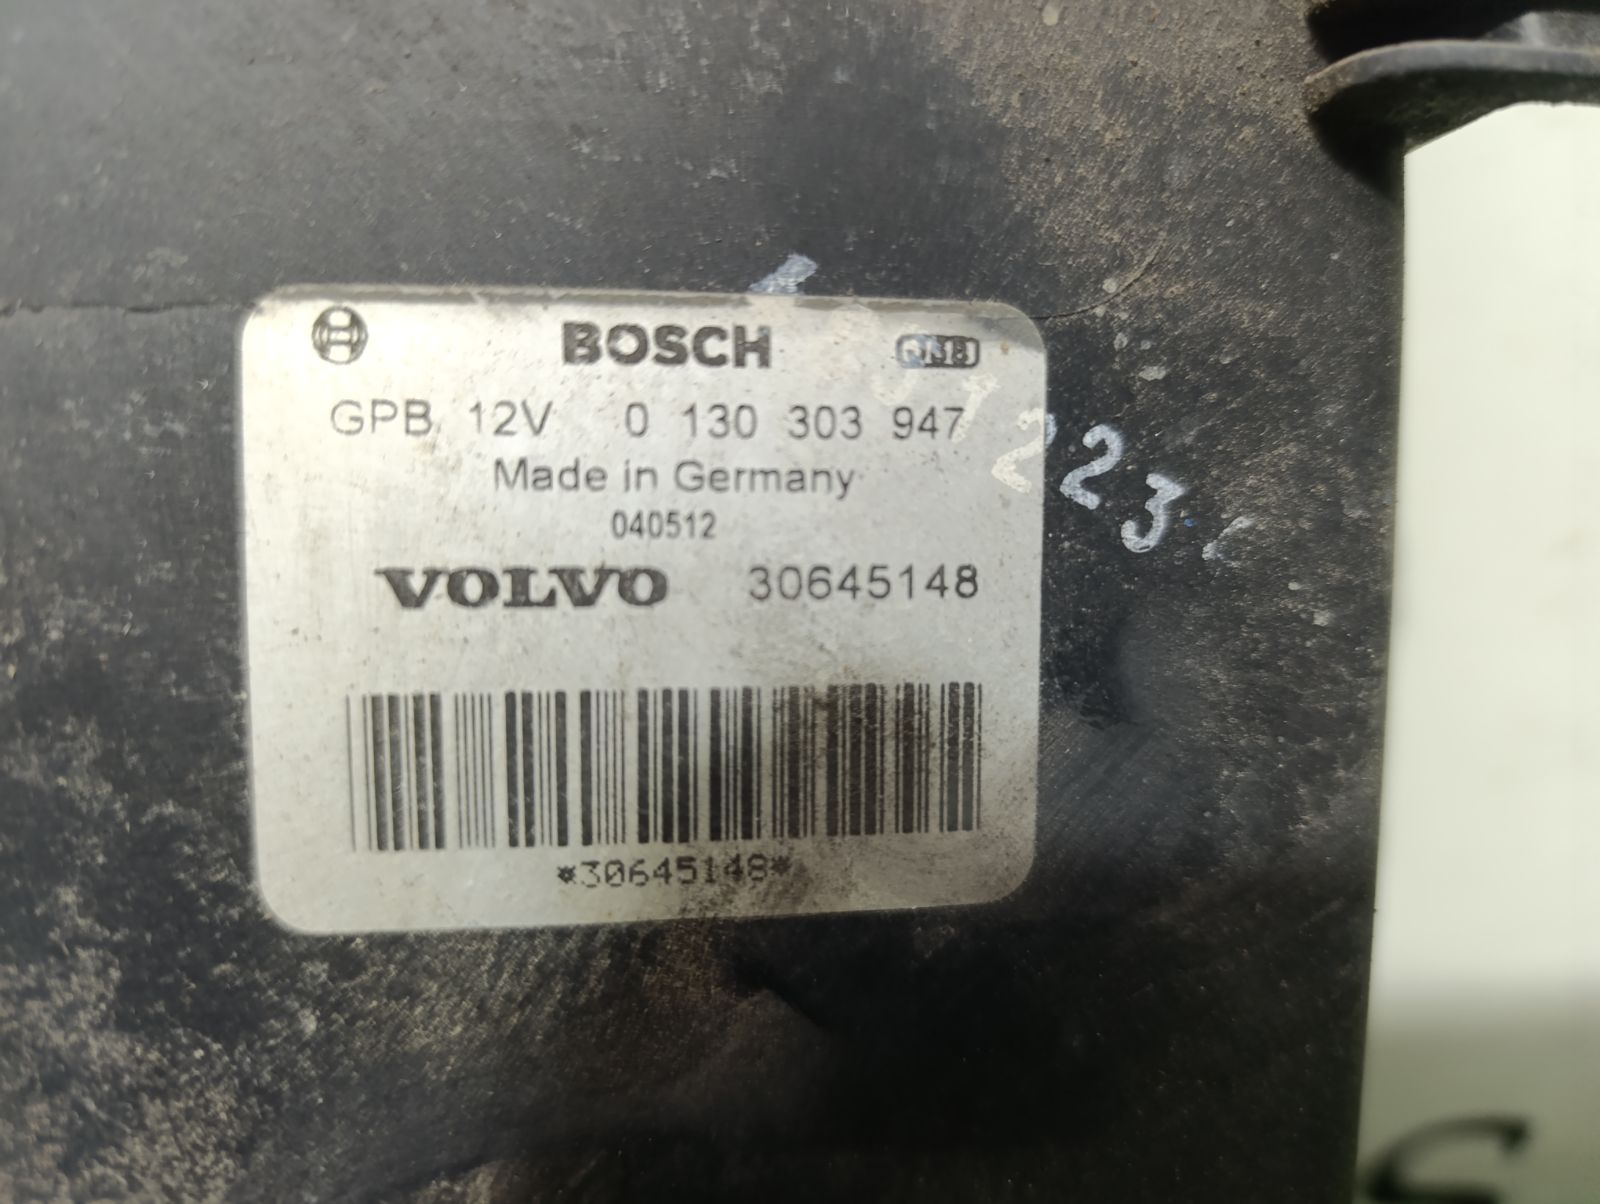 BOSCH
GPB 12V 0 130 303 947
Made in Germany
040512
VOLVO 30645148
*30645148*